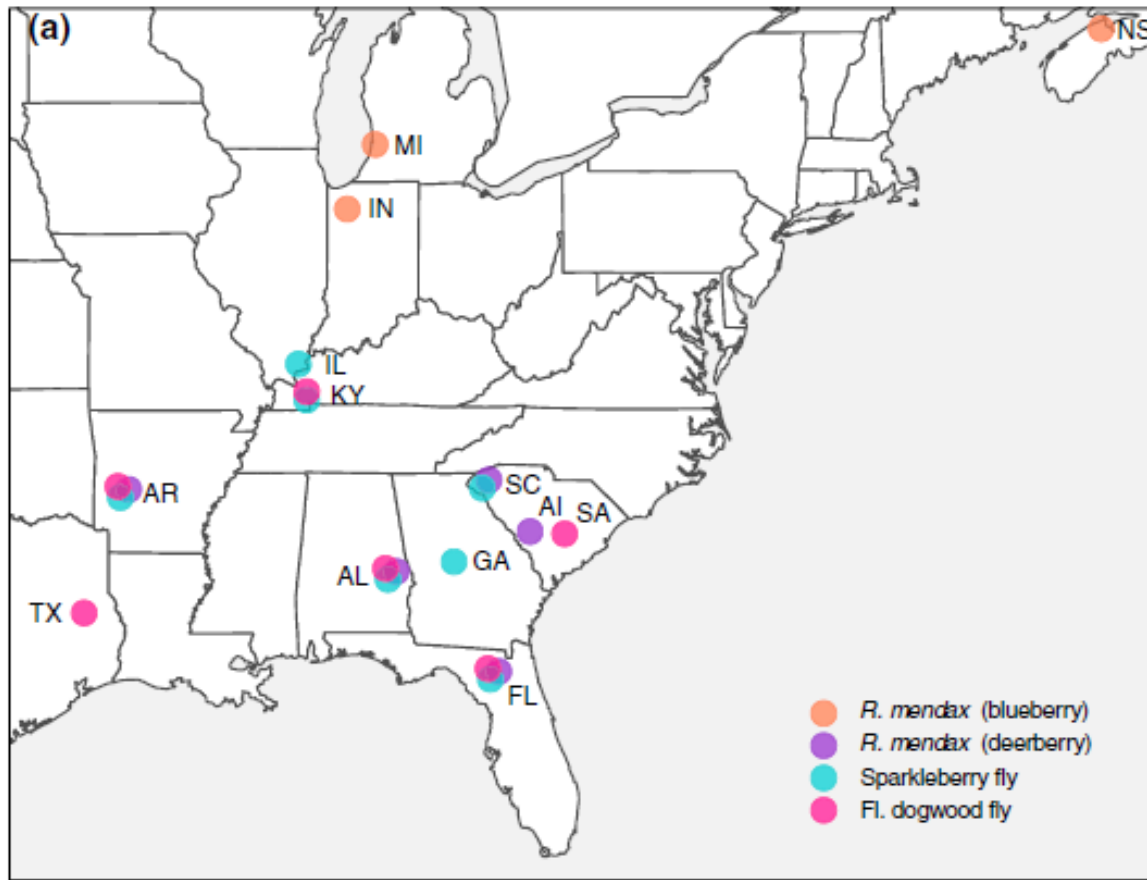 (a)
NS
MI
IN
IL
KY
AR
SC
AI
SA
AL
GA
TX
FL
R. mendax (blueberry)
R. mendax (deerberry)
Sparkleberry fly
Fl. dogwood fly